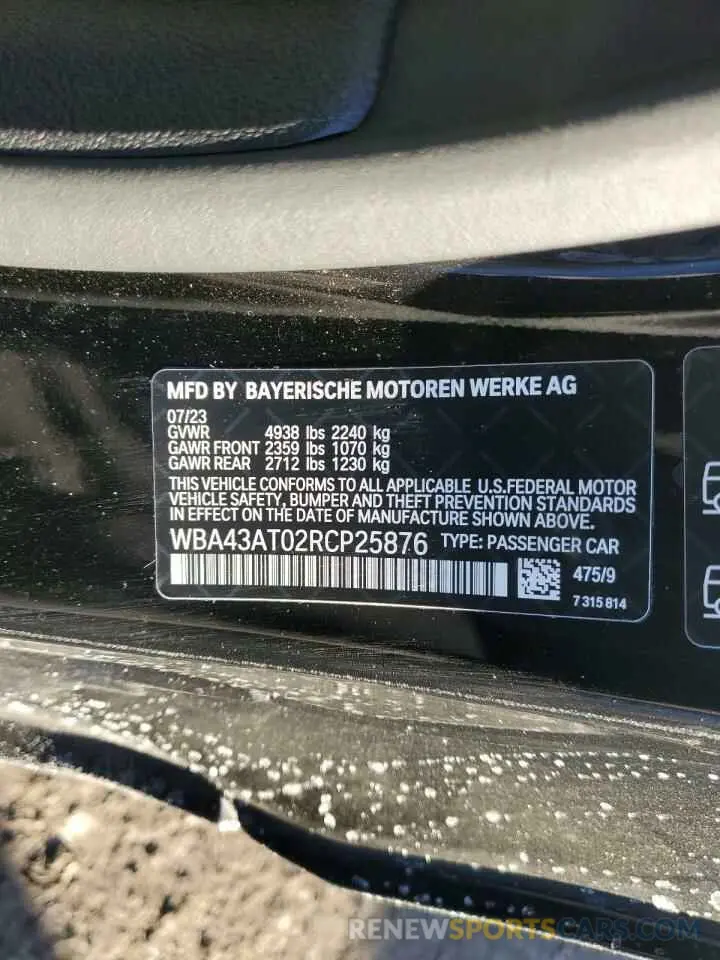 MFD BY BAYERISCHE MOTOREN WERKE AG
07/23
GVWR 4938 lbs 2240 kg
GAWR FRONT 2359 lbs 1070 kg
GAWR REAR 2712 lbs 1230 kg
THIS VEHICLE CONFORMS TO ALL APPLICABLE U.S.FEDERAL MOTOR
VEHICLE SAFETY, BUMPER AND THEFT PREVENTION STANDARDS
IN EFFECT ON THE DATE OF MANUFACTURE SHOWN ABOVE.
WBA43AT02RCP25876 TYPE: PASSENGER CAR
475/9
7 315 814
RENEWSPORTSCARS.COM